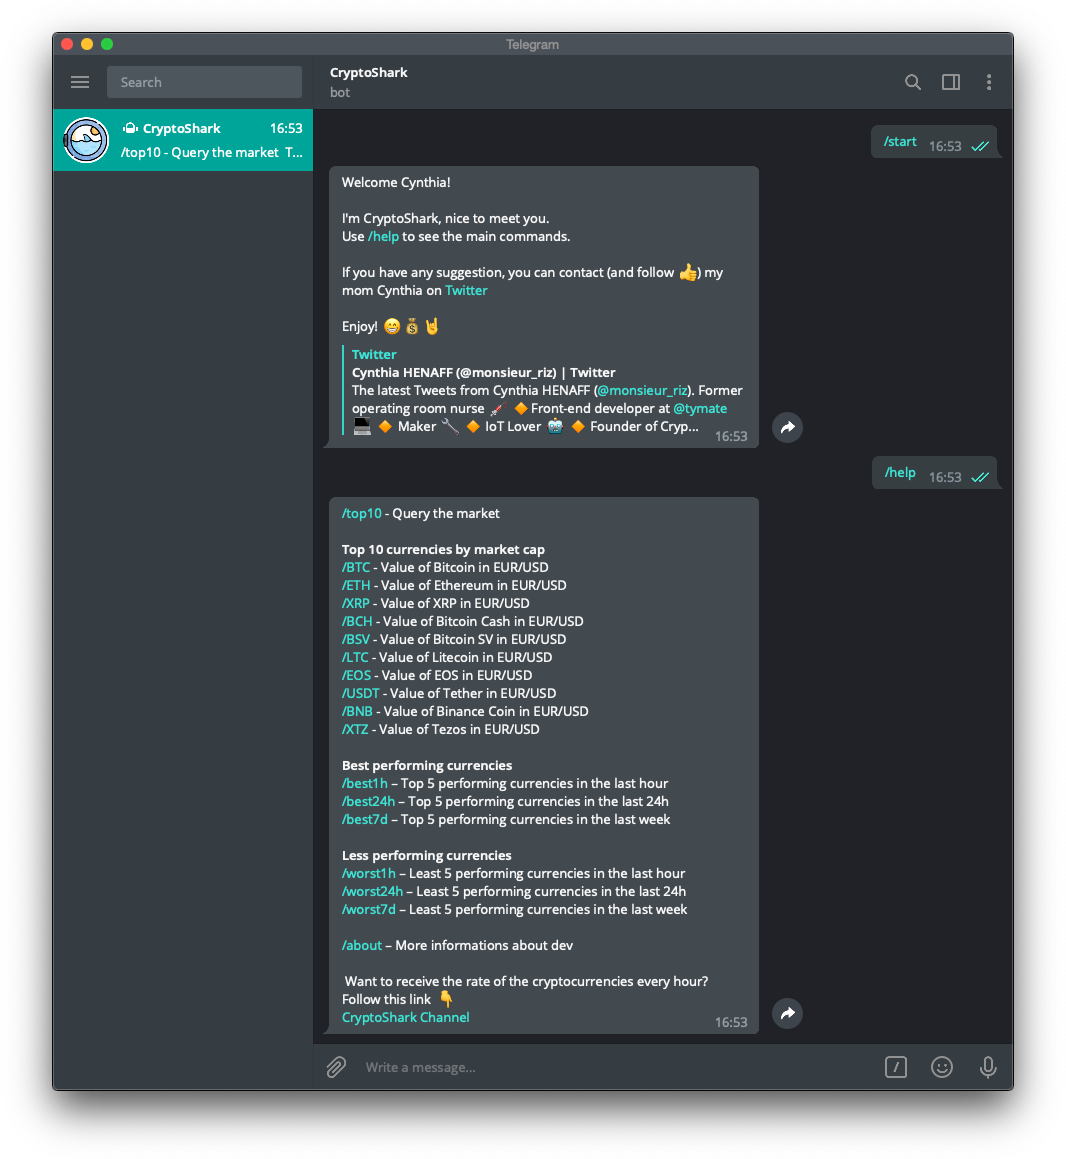 Telegram
Search
CryptoShark
bot
CryptoShark 16:53
/top10 - Query the market T...
/start 16:53
Welcome Cynthia!
I'm CryptoShark, nice to meet you.
Use /help to see the main commands.
If you have any suggestion, you can contact (and follow 👍) my
mom Cynthia on Twitter
Enjoy! 😁💰🤘
Twitter
Cynthia HENAFF (@monsieur_riz) | Twitter
The latest Tweets from Cynthia HENAFF (@monsieur_riz). Former
operating room nurse 💉 🔶 Front-end developer at @tymate
💻 🔶 Maker 🔧 🔶 IoT Lover 🤖 🔶 Founder of Cryp...
16:53
/help 16:53
/top10 - Query the market
Top 10 currencies by market cap
/BTC - Value of Bitcoin in EUR/USD
/ETH - Value of Ethereum in EUR/USD
/XRP - Value of XRP in EUR/USD
/BCH - Value of Bitcoin Cash in EUR/USD
/BSV - Value of Bitcoin SV in EUR/USD
/LTC - Value of Litecoin in EUR/USD
/EOS - Value of EOS in EUR/USD
/USDT - Value of Tether in EUR/USD
/BNB - Value of Binance Coin in EUR/USD
/XTZ - Value of Tezos in EUR/USD
Best performing currencies
/best1h – Top 5 performing currencies in the last hour
/best24h – Top 5 performing currencies in the last 24h
/best7d – Top 5 performing currencies in the last week
Less performing currencies
/worst1h – Least 5 performing currencies in the last hour
/worst24h – Least 5 performing currencies in the last 24h
/worst7d – Least 5 performing currencies in the last week
/about – More informations about dev
Want to receive the rate of the cryptocurrencies every hour?
Follow this link 👇
CryptoShark Channel
16:53
Write a message...